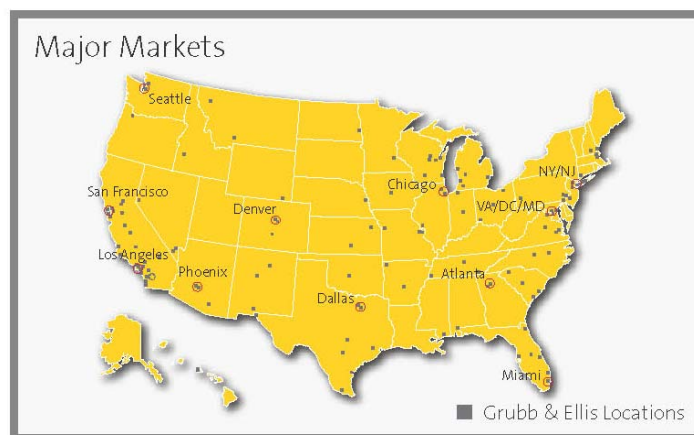 Major Markets
Seattle
NY/NJ
Chicago
San Francisco
VA/DC/MD
Denver
Los Angeles
Phoenix
Atlanta
Dallas
Miami
Grubb & Ellis Locations